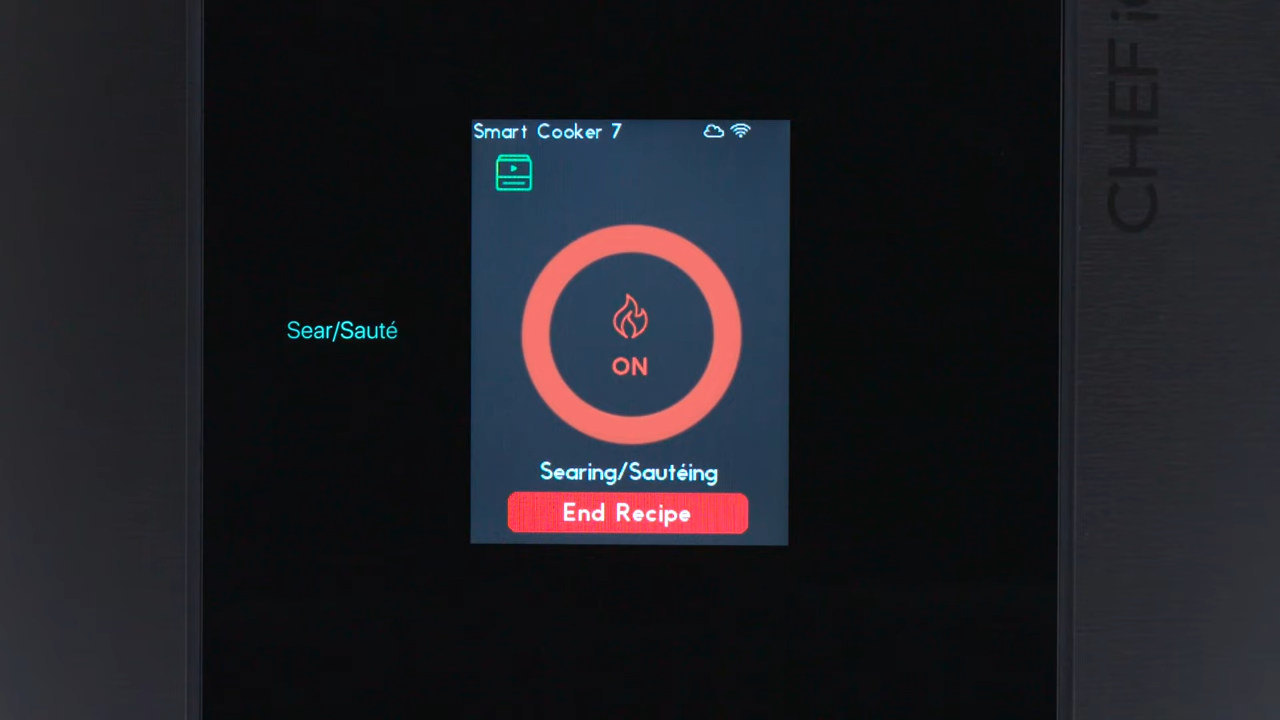 Smart Cooker 7
Sear/Sauté
ON
Searing/Sautéing
End Recipe
CHEF